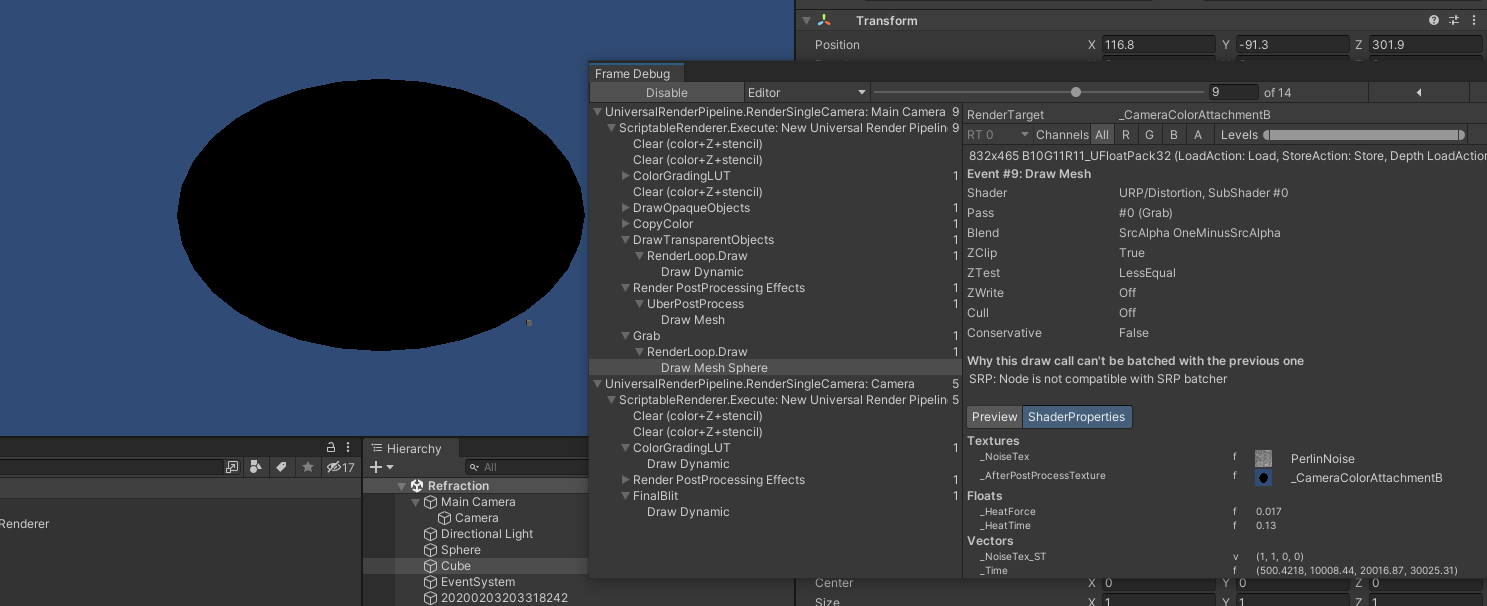 Transform
Position X 116.8 Y -91.3 Z 301.9
Frame Debug
Disable Editor 9 of 14
UniversalRenderPipeline.RenderSingleCamera: Main Camera 9
ScriptableRenderer.Execute: New Universal Render Pipelin 9
Clear (color+Z+stencil)
Clear (color+Z+stencil)
ColorGradingLUT 1
Clear (color+Z+stencil)
DrawOpaqueObjects 1
CopyColor 1
DrawTransparentObjects 1
RenderLoop.Draw 1
Draw Dynamic
Render PostProcessing Effects 1
UberPostProcess 1
Draw Mesh
Grab 1
RenderLoop.Draw 1
Draw Mesh Sphere
UniversalRenderPipeline.RenderSingleCamera: Camera 5
ScriptableRenderer.Execute: New Universal Render Pipelin 5
Clear (color+Z+stencil)
Clear (color+Z+stencil)
ColorGradingLUT 1
Draw Dynamic
Render PostProcessing Effects 1
FinalBlit 1
Draw Dynamic
RenderTarget _CameraColorAttachmentB
RT 0 Channels All R G B A Levels
832x465 B10G11R11_UFloatPack32 (LoadAction: Load, StoreAction: Store, Depth LoadAction
Event #9: Draw Mesh
Shader URP/Distortion, SubShader #0
Pass #0 (Grab)
Blend SrcAlpha OneMinusSrcAlpha
ZClip True
ZTest LessEqual
ZWrite Off
Cull Off
Conservative False
Why this draw call can't be batched with the previous one
SRP: Node is not compatible with SRP batcher
Preview ShaderProperties
Textures
_NoiseTex f PerlinNoise
_AfterPostProcessTexture f _CameraColorAttachmentB
Floats
_HeatForce f 0.017
_HeatTime f 0.13
Vectors
_NoiseTex_ST v (1, 1, 0, 0)
_Time f (500.4218, 10008.44, 20016.87, 30025.31)
Center X 0 Y 0 Z 0
Size X 1 Y 1 Z 1
17
Renderer
Hierarchy
All
Refraction
Main Camera
Camera
Directional Light
Sphere
Cube
EventSystem
20200203203318242